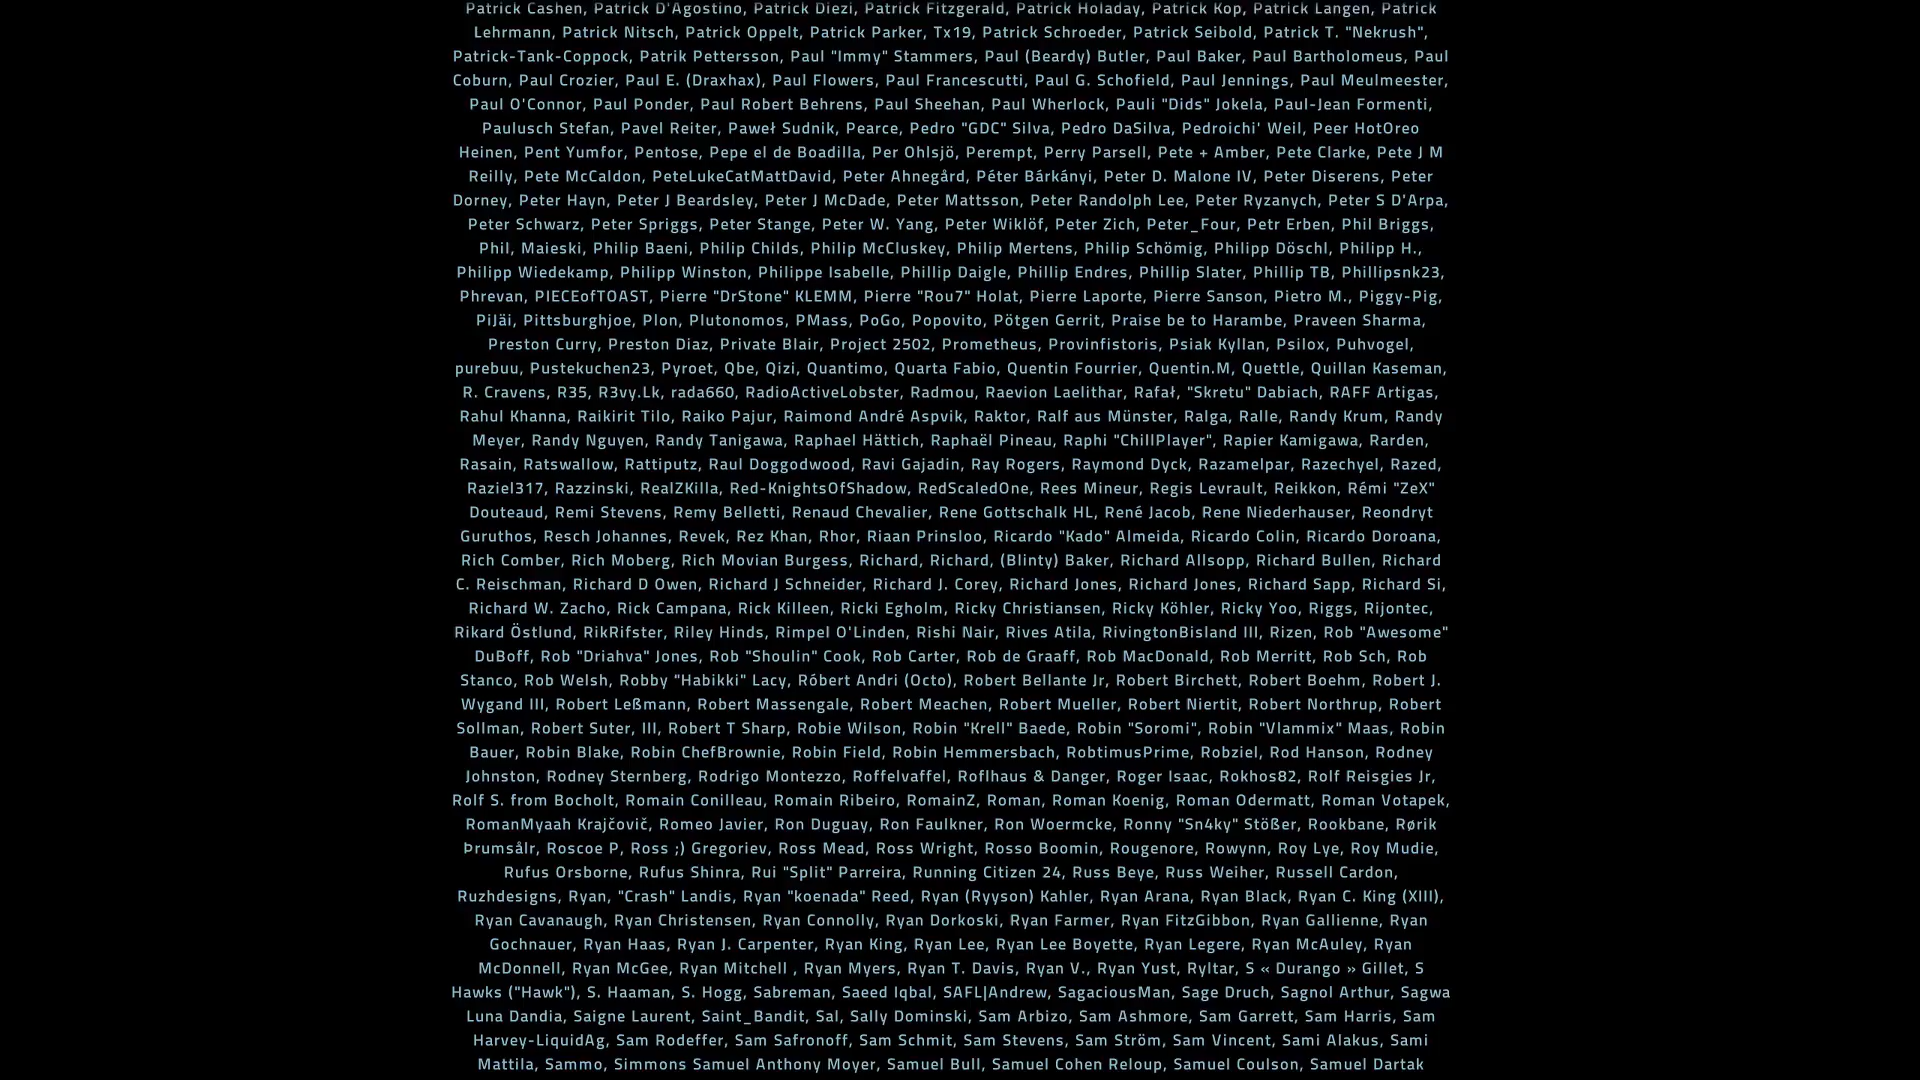 Patrick Cashen, Patrick D'Agostino, Patrick Diezi, Patrick Fitzgerald, Patrick Holaday, Patrick Kop, Patrick Langen, Patrick
Lehrmann, Patrick Nitsch, Patrick Oppelt, Patrick Parker, Tx19, Patrick Schroeder, Patrick Seibold, Patrick T. "Nekrush",
Patrick-Tank-Coppock, Patrik Pettersson, Paul "Immy" Stammers, Paul (Beardy) Butler, Paul Baker, Paul Bartholomeus, Paul
Coburn, Paul Crozier, Paul E. (Draxhax), Paul Flowers, Paul Francescutti, Paul G. Schofield, Paul Jennings, Paul Meulmeester,
Paul O'Connor, Paul Ponder, Paul Robert Behrens, Paul Sheehan, Paul Wherlock, Pauli "Dids" Jokela, Paul-Jean Formenti,
Paulusch Stefan, Pavel Reiter, Paweł Sudnik, Pearce, Pedro "GDC" Silva, Pedro DaSilva, Pedroichi' Weil, Peer HotOreo
Heinen, Pent Yumfor, Pentose, Pepe el de Boadilla, Per Ohlsjö, Perempt, Perry Parsell, Pete + Amber, Pete Clarke, Pete J M
Reilly, Pete McCaldon, PeteLukeCatMattDavid, Peter Ahnegård, Péter Bárkányi, Peter D. Malone IV, Peter Diserens, Peter
Dorney, Peter Hayn, Peter J Beardsley, Peter J McDade, Peter Mattsson, Peter Randolph Lee, Peter Ryzanych, Peter S D'Arpa,
Peter Schwarz, Peter Spriggs, Peter Stange, Peter W. Yang, Peter Wiklöf, Peter Zich, Peter_Four, Petr Erben, Phil Briggs,
Phil, Maieski, Philip Baeni, Philip Childs, Philip McCluskey, Philip Mertens, Philip Schömig, Philipp Döschl, Philipp H.,
Philipp Wiedekamp, Philipp Winston, Philippe Isabelle, Phillip Daigle, Phillip Endres, Phillip Slater, Phillip TB, Phillipsnk23,
Phrevan, PIECEofTOAST, Pierre "DrStone" KLEMM, Pierre "Rou7" Holat, Pierre Laporte, Pierre Sanson, Pietro M., Piggy-Pig,
PiJäi, Pittsburghjoe, Plon, Plutonomos, PMass, PoGo, Popovito, Pötgen Gerrit, Praise be to Harambe, Praveen Sharma,
Preston Curry, Preston Diaz, Private Blair, Project 2502, Prometheus, Provinfistoris, Psiak Kyllan, Psilox, Puhvogel,
purebuu, Pustekuchen23, Pyroet, Qbe, Qizi, Quantimo, Quarta Fabio, Quentin Fourrier, Quentin.M, Quettle, Quillan Kaseman,
R. Cravens, R35, R3vy.Lk, rada660, RadioActiveLobster, Radmou, Raevion Laelithar, Rafał, "Skretu" Dabiach, RAFF Artigas,
Rahul Khanna, Raikirit Tilo, Raiko Pajur, Raimond André Aspvik, Raktor, Ralf aus Münster, Ralga, Ralle, Randy Krum, Randy
Meyer, Randy Nguyen, Randy Tanigawa, Raphael Hättich, Raphaël Pineau, Raphi "ChillPlayer", Rapier Kamigawa, Rarden,
Rasain, Ratswallow, Rattiputz, Raul Doggodwood, Ravi Gajadin, Ray Rogers, Raymond Dyck, Razamelpar, Razechyel, Razed,
Raziel317, Razzinski, RealZKilla, Red-KnightsOfShadow, RedScaledOne, Rees Mineur, Regis Levrault, Reikkon, Rémi "ZeX"
Douteaud, Remi Stevens, Remy Belletti, Renaud Chevalier, Rene Gottschalk HL, René Jacob, Rene Niederhauser, Reondryt
Guruthos, Resch Johannes, Revek, Rez Khan, Rhor, Riaan Prinsloo, Ricardo "Kado" Almeida, Ricardo Colin, Ricardo Doroana,
Rich Comber, Rich Moberg, Rich Movian Burgess, Richard, Richard, (Blinty) Baker, Richard Allsopp, Richard Bullen, Richard
C. Reischman, Richard D Owen, Richard J Schneider, Richard J. Corey, Richard Jones, Richard Jones, Richard Sapp, Richard Si,
Richard W. Zacho, Rick Campana, Rick Killeen, Ricki Egholm, Ricky Christiansen, Ricky Köhler, Ricky Yoo, Riggs, Rijontec,
Rikard Östlund, RikRifster, Riley Hinds, Rimpel O'Linden, Rishi Nair, Rives Atila, RivingtonBisland III, Rizen, Rob "Awesome"
DuBoff, Rob "Driahva" Jones, Rob "Shoulin" Cook, Rob Carter, Rob de Graaff, Rob MacDonald, Rob Merritt, Rob Sch, Rob
Stanco, Rob Welsh, Robby “Habikki" Lacy, Róbert Andri (Octo), Robert Bellante Jr, Robert Birchett, Robert Boehm, Robert J.
Wygand III, Robert Leßmann, Robert Massengale, Robert Meachen, Robert Mueller, Robert Niertit, Robert Northrup, Robert
Sollman, Robert Suter, III, Robert T Sharp, Robie Wilson, Robin "Krell" Baede, Robin "Soromi", Robin "Vlammix" Maas, Robin
Bauer, Robin Blake, Robin ChefBrownie, Robin Field, Robin Hemmersbach, RobtimusPrime, Robziel, Rod Hanson, Rodney
Johnston, Rodney Sternberg, Rodrigo Montezzo, Roffelvaffel, Roflhaus & Danger, Roger Isaac, Rokhos82, Rolf Reisgies Jr,
Rolf S. from Bocholt, Romain Conilleau, Romain Ribeiro, RomainZ, Roman, Roman Koenig, Roman Odermatt, Roman Votapek,
RomanMyaah Krajčovič, Romeo Javier, Ron Duguay, Ron Faulkner, Ron Woermcke, Ronny "Sn4ky" Stößer, Rookbane, Rørik
Þrumsålr, Roscoe P, Ross ;) Gregoriev, Ross Mead, Ross Wright, Rosso Boomin, Rougenore, Rowynn, Roy Lye, Roy Mudie,
Rufus Orsborne, Rufus Shinra, Rui "Split" Parreira, Running Citizen 24, Russ Beye, Russ Weiher, Russell Cardon,
Ruzhdesigns, Ryan, "Crash" Landis, Ryan "koenada" Reed, Ryan (Ryyson) Kahler, Ryan Arana, Ryan Black, Ryan C. King (XIII),
Ryan Cavanaugh, Ryan Christensen, Ryan Connolly, Ryan Dorkoski, Ryan Farmer, Ryan FitzGibbon, Ryan Gallienne, Ryan
Gochnauer, Ryan Haas, Ryan J. Carpenter, Ryan King, Ryan Lee, Ryan Lee Boyette, Ryan Legere, Ryan McAuley, Ryan
McDonnell, Ryan McGee, Ryan Mitchell , Ryan Myers, Ryan T. Davis, Ryan V., Ryan Yust, Ryltar, S « Durango » Gillet, S
Hawks ("Hawk"), S. Haaman, S. Hogg, Sabreman, Saeed Iqbal, SAFL|Andrew, SagaciousMan, Sage Druch, Sagnol Arthur, Sagwa
Luna Dandia, Saigne Laurent, Saint_Bandit, Sal, Sally Dominski, Sam Arbizo, Sam Ashmore, Sam Garrett, Sam Harris, Sam
Harvey-LiquidAg, Sam Rodeffer, Sam Safronoff, Sam Schmit, Sam Stevens, Sam Ström, Sam Vincent, Sami Alakus, Sami
Mattila, Sammo, Simmons Samuel Anthony Moyer, Samuel Bull, Samuel Cohen Reloup, Samuel Coulson, Samuel Dartak